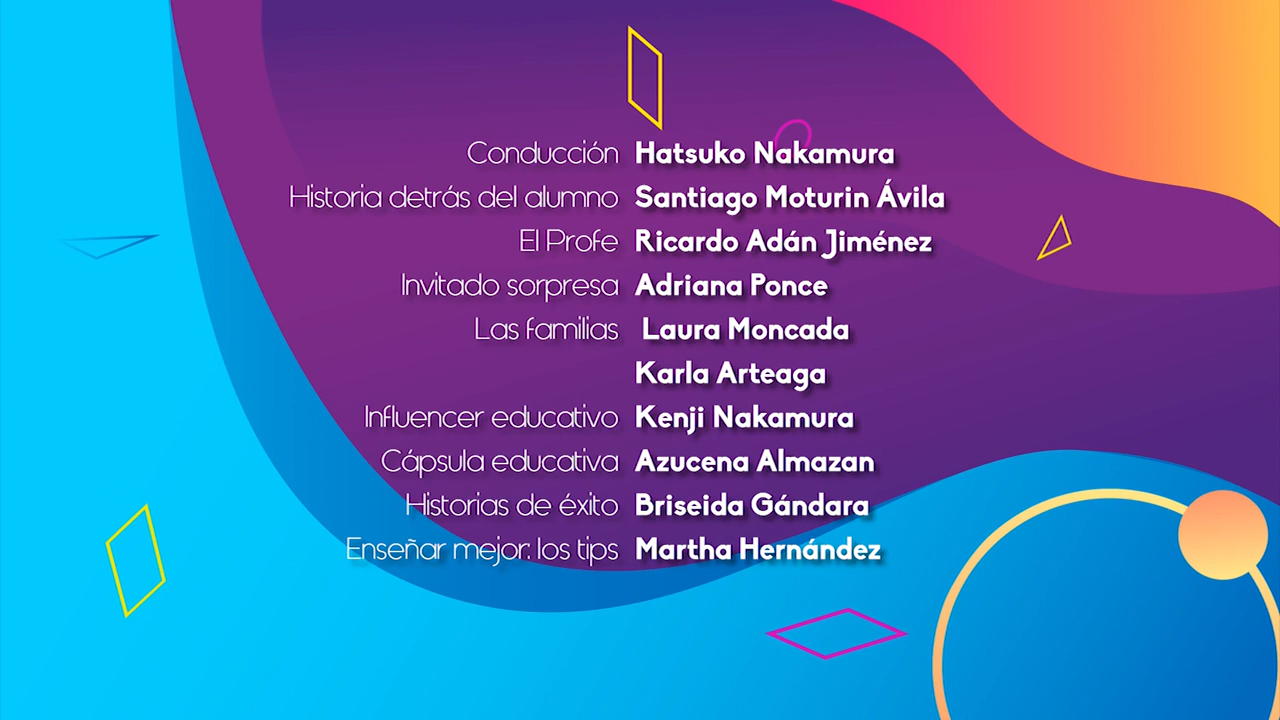 Conducción Hatsuko Nakamura
Historia detrás del alumno Santiago Moturin Ávila
El Profe Ricardo Adán Jiménez
Invitado sorpresa Adriana Ponce
Las familias Laura Moncada
Karla Arteaga
Influencer educativo Kenji Nakamura
Cápsula educativa Azucena Almazan
Historias de éxito Briseida Gándara
Enseñar mejor: los tips Martha Hernández